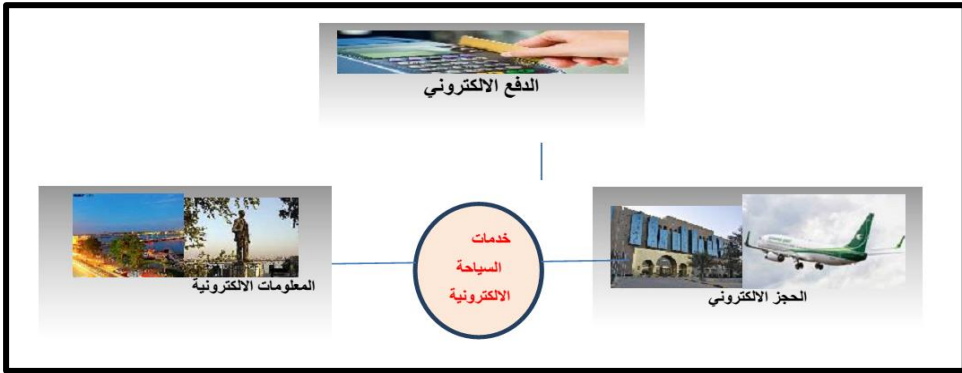 الدفع الالكتروني
خدمات
السياحة
الالكترونية
الحجز الالكتروني
المعلومات الالكترونية